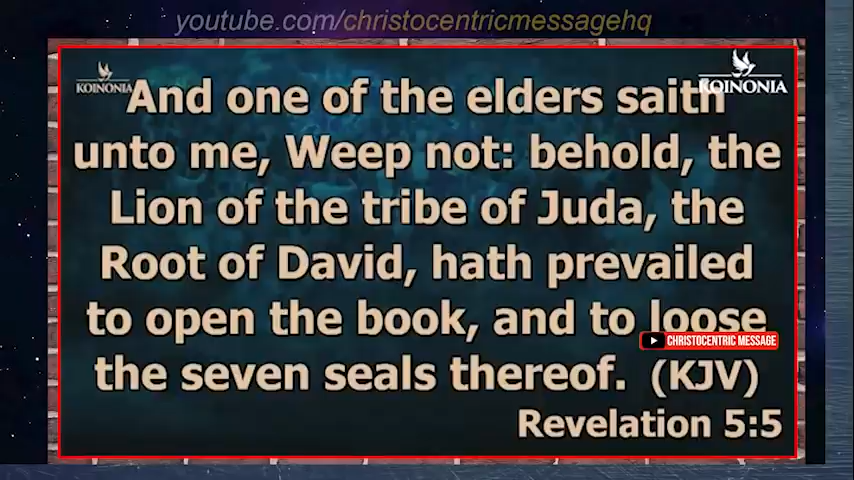 youtube.com/christocentricmessagehq
KOINONIA
KOINONIA
And one of the elders saith
unto me, Weep not: behold, the
Lion of the tribe of Juda, the
Root of David, hath prevailed
to open the book, and to loose
CHRISTOCENTRIC MESSAGE
the seven seals thereof. (KJV)
Revelation 5:5